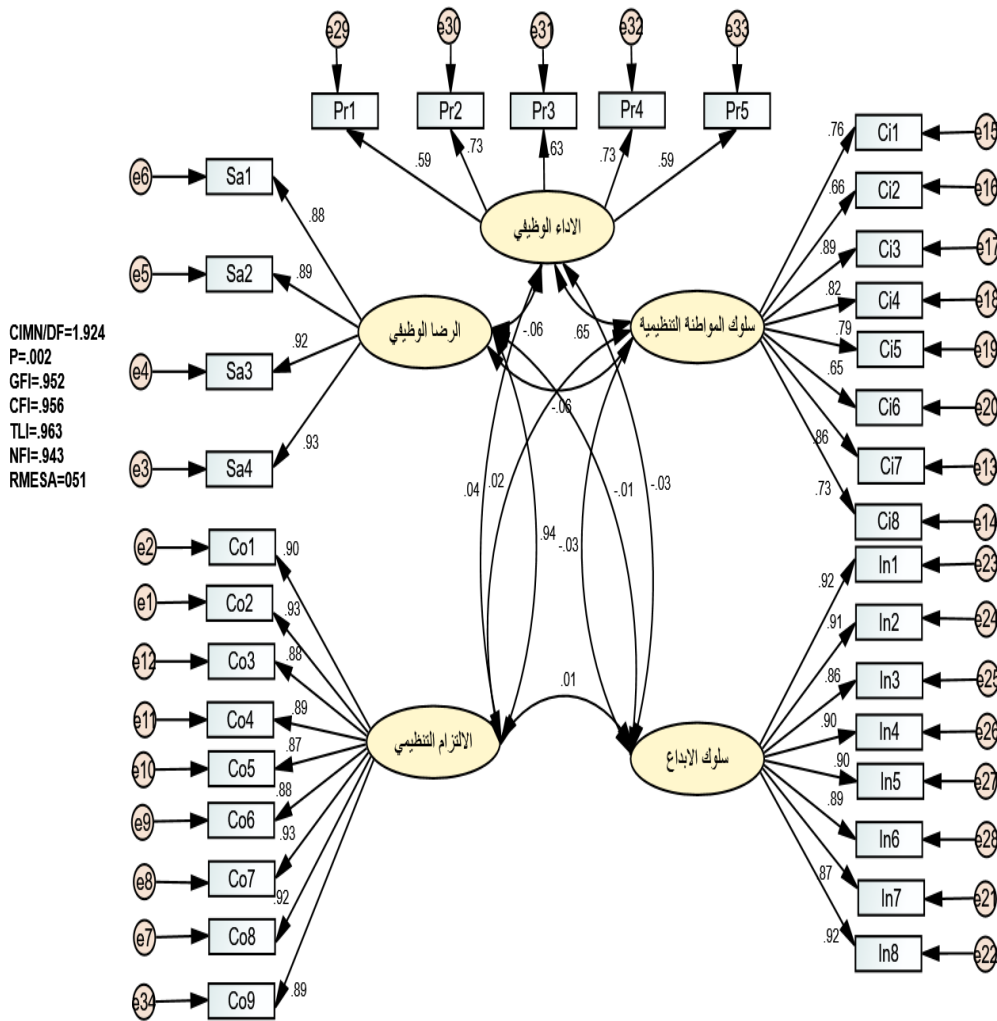 e29
e30
e31
e32
e33
Pr1
Pr2
Pr3
Pr4
Pr5
.59
.73
.63
.73
.59
الاداء الوظيفي
e6
Sa1
.88
e5
Sa2
.89
e4
Sa3
.92
e3
Sa4
.93
الرضا الوظيفي
CIMN/DF=1.924
P=.002
GFI=.952
CFI=.956
TLI=.963
NFI=.943
RMESA=051
.76
Ci1
e15
.66
Ci2
e16
.89
Ci3
e17
.82
Ci4
e18
.79
Ci5
e19
.65
Ci6
e20
.86
Ci7
e13
.73
Ci8
e14
سلوك المواطنة التنظيمية
-.06
.65
-.06
.04
.02
-.01
-.03
.94
-.03
.01
e2
Co1
.90
e1
Co2
.93
e12
Co3
.88
e11
Co4
.89
e10
Co5
.87
e9
Co6
.88
e8
Co7
.93
e7
Co8
.92
e34
Co9
.89
الالتزام التنظيمي
سلوك الابداع
.92
In1
e23
.91
In2
e24
.86
In3
e25
.90
In4
e26
.90
In5
e27
.89
In6
e28
.87
In7
e21
.92
In8
e22